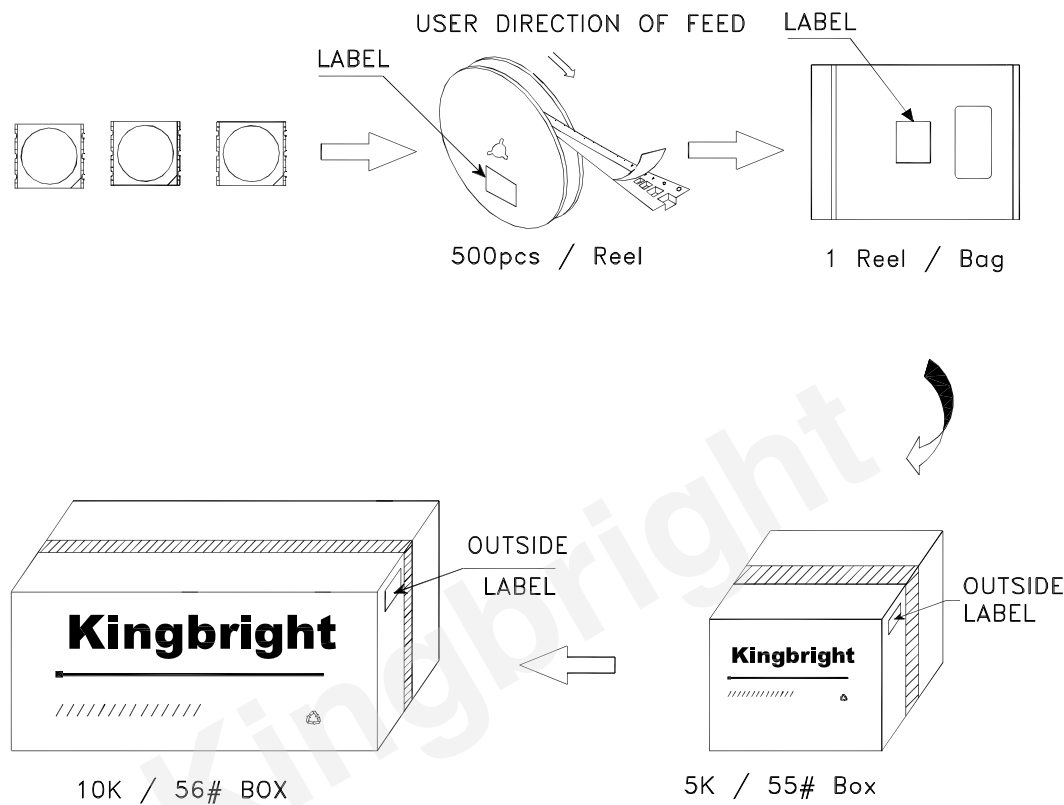 USER DIRECTION OF FEED
LABEL
LABEL
500pcs / Reel
1 Reel / Bag
OUTSIDE
LABEL
Kingbright
10K / 56# BOX
OUTSIDE
LABEL
Kingbright
5K / 55# Box
Kingbright